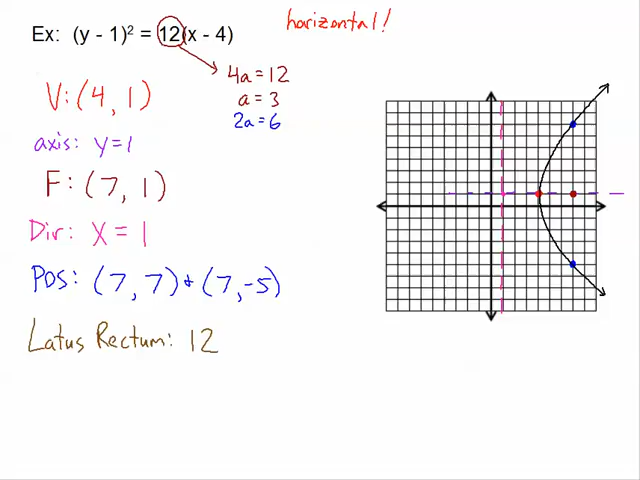 Ex: (y - 1)² = 12(x - 4)
horizontal!
4a = 12
a = 3
2a = 6
V: (4, 1)
axis: y = 1
F: (7, 1)
Dir: x = 1
Pos: (7, 7) + (7, -5)
Latus Rectum: 12